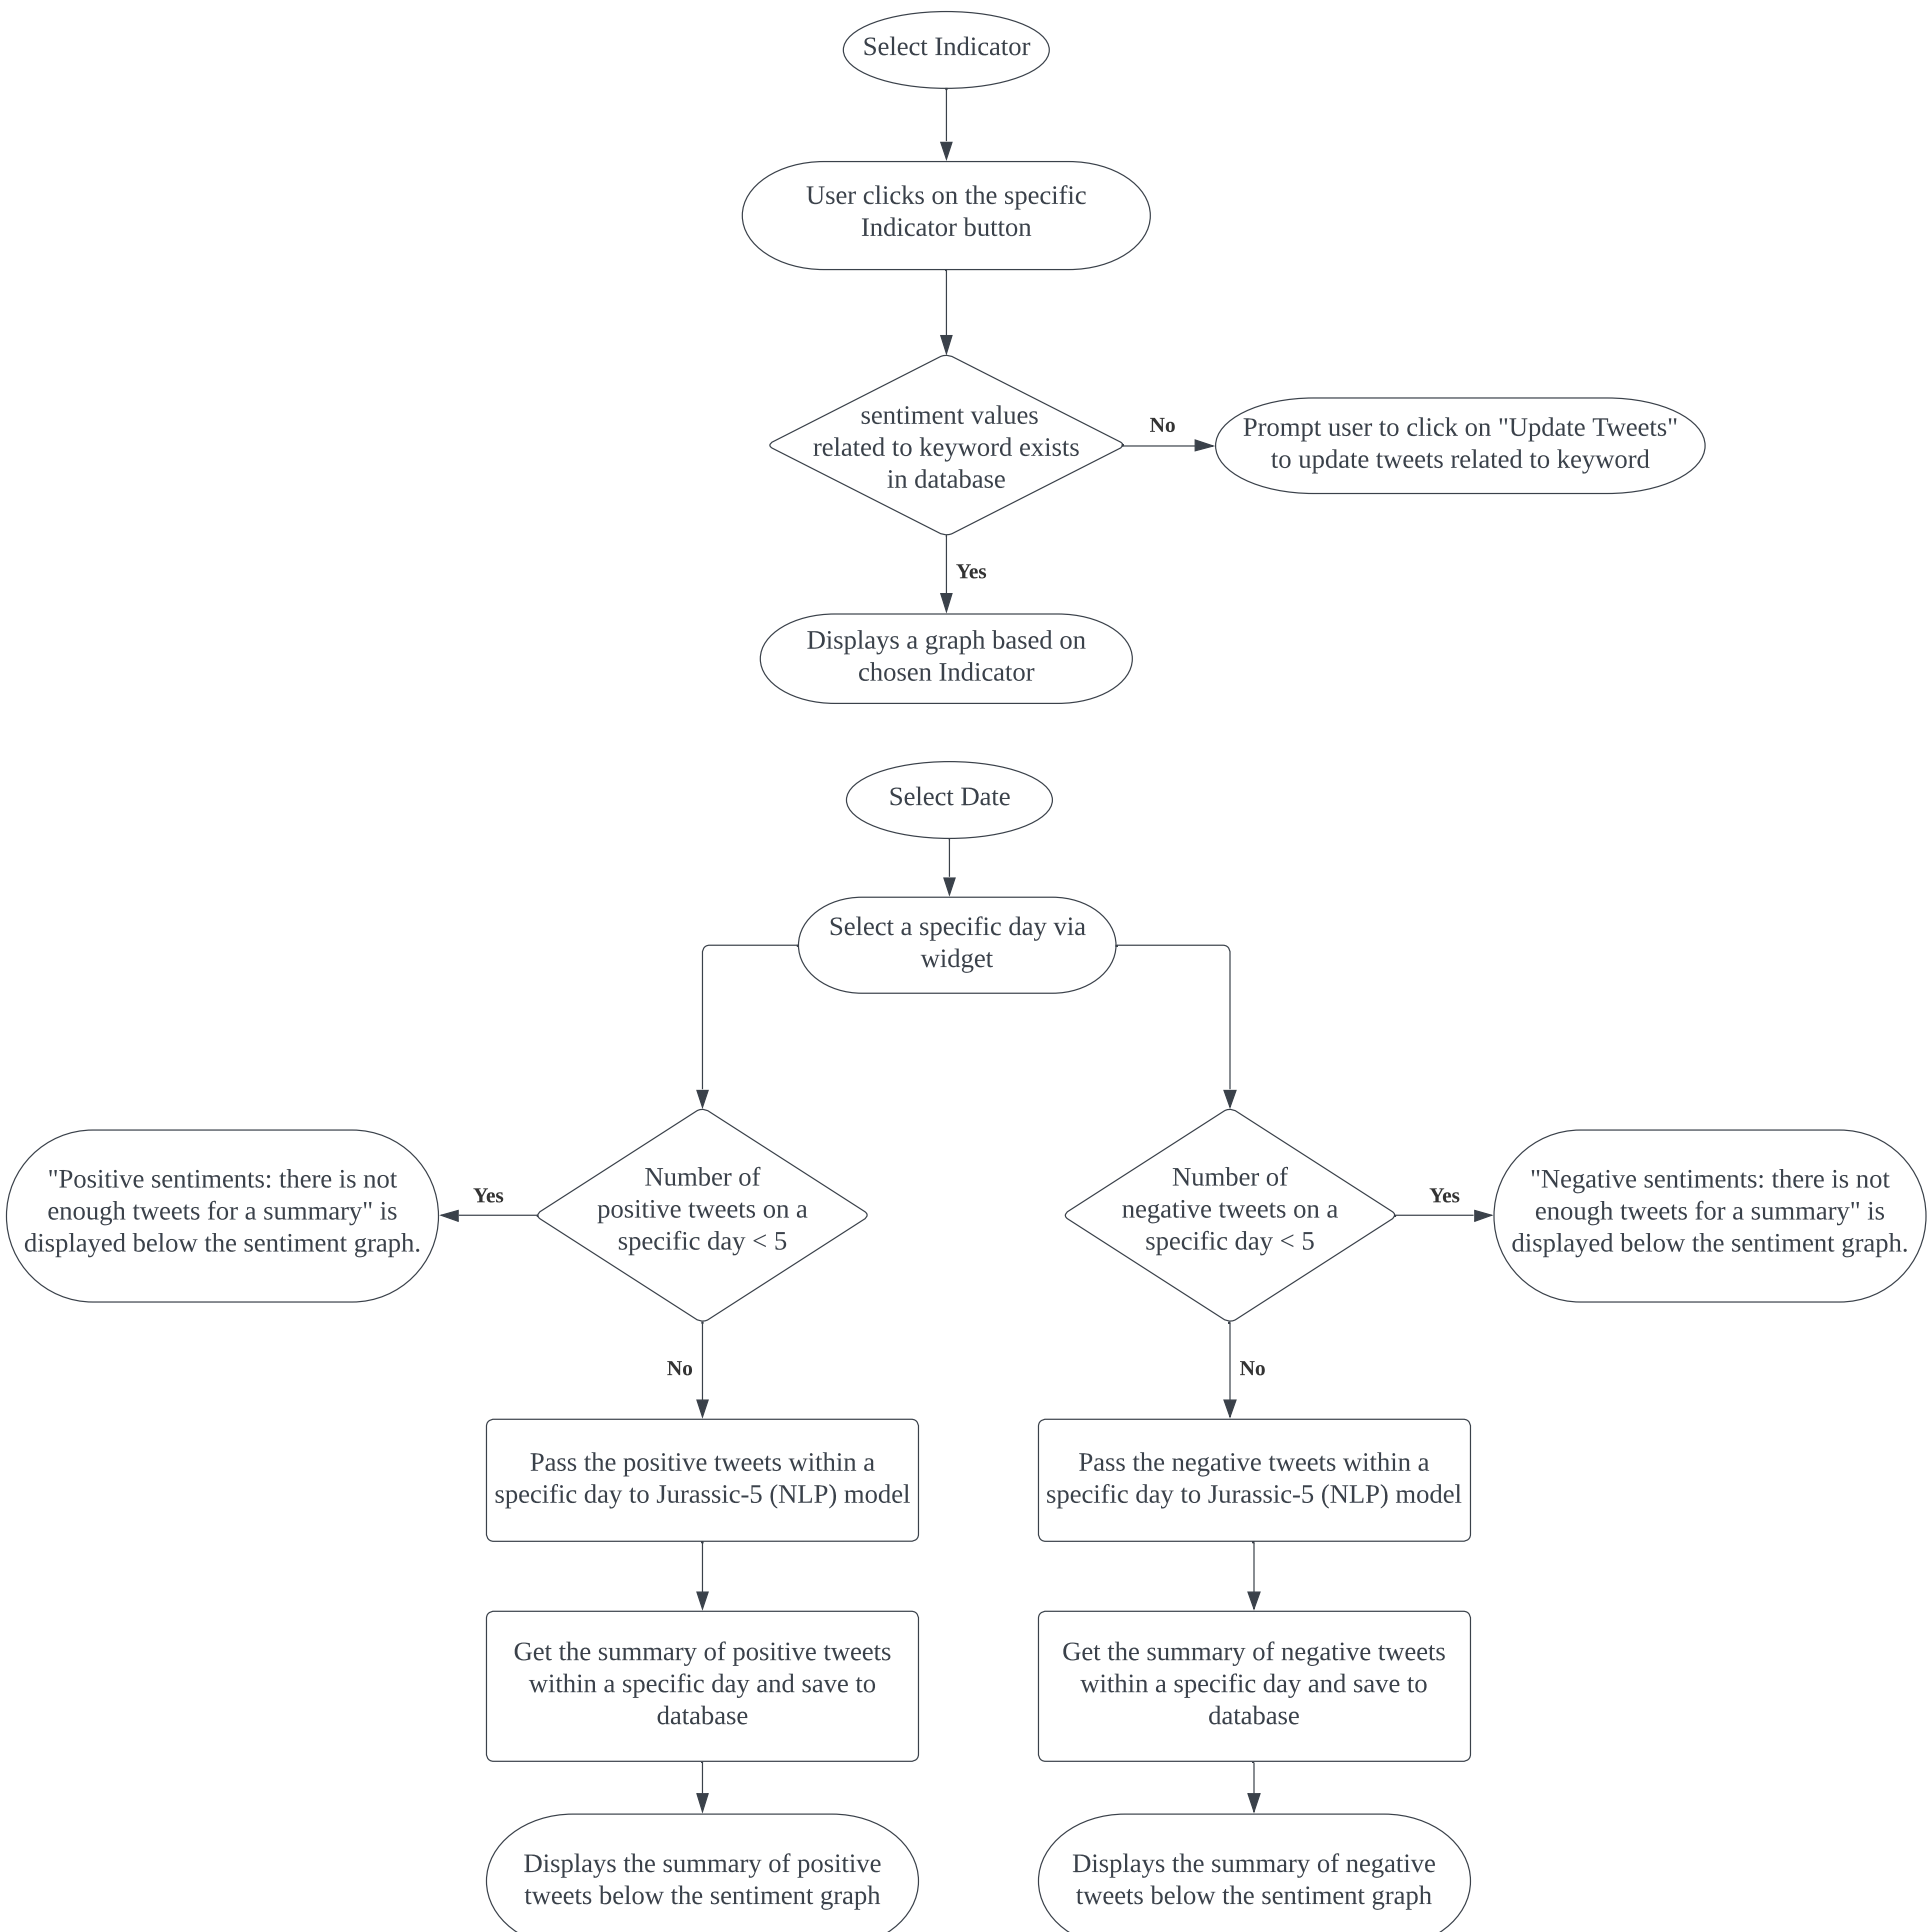 Select Indicator
User clicks on the specific
Indicator button
sentiment values
related to keyword exists
in database
No
Prompt user to click on "Update Tweets"
to update tweets related to keyword
Yes
Displays a graph based on
chosen Indicator
Select Date
Select a specific day via
widget
"Positive sentiments: there is not
enough tweets for a summary" is
displayed below the sentiment graph.
Yes
Number of
positive tweets on a
specific day < 5
Number of
negative tweets on a
specific day < 5
Yes
"Negative sentiments: there is not
enough tweets for a summary" is
displayed below the sentiment graph.
No
No
Pass the positive tweets within a
specific day to Jurassic-5 (NLP) model
Pass the negative tweets within a
specific day to Jurassic-5 (NLP) model
Get the summary of positive tweets
within a specific day and save to
database
Get the summary of negative tweets
within a specific day and save to
database
Displays the summary of positive
tweets below the sentiment graph
Displays the summary of negative
tweets below the sentiment graph